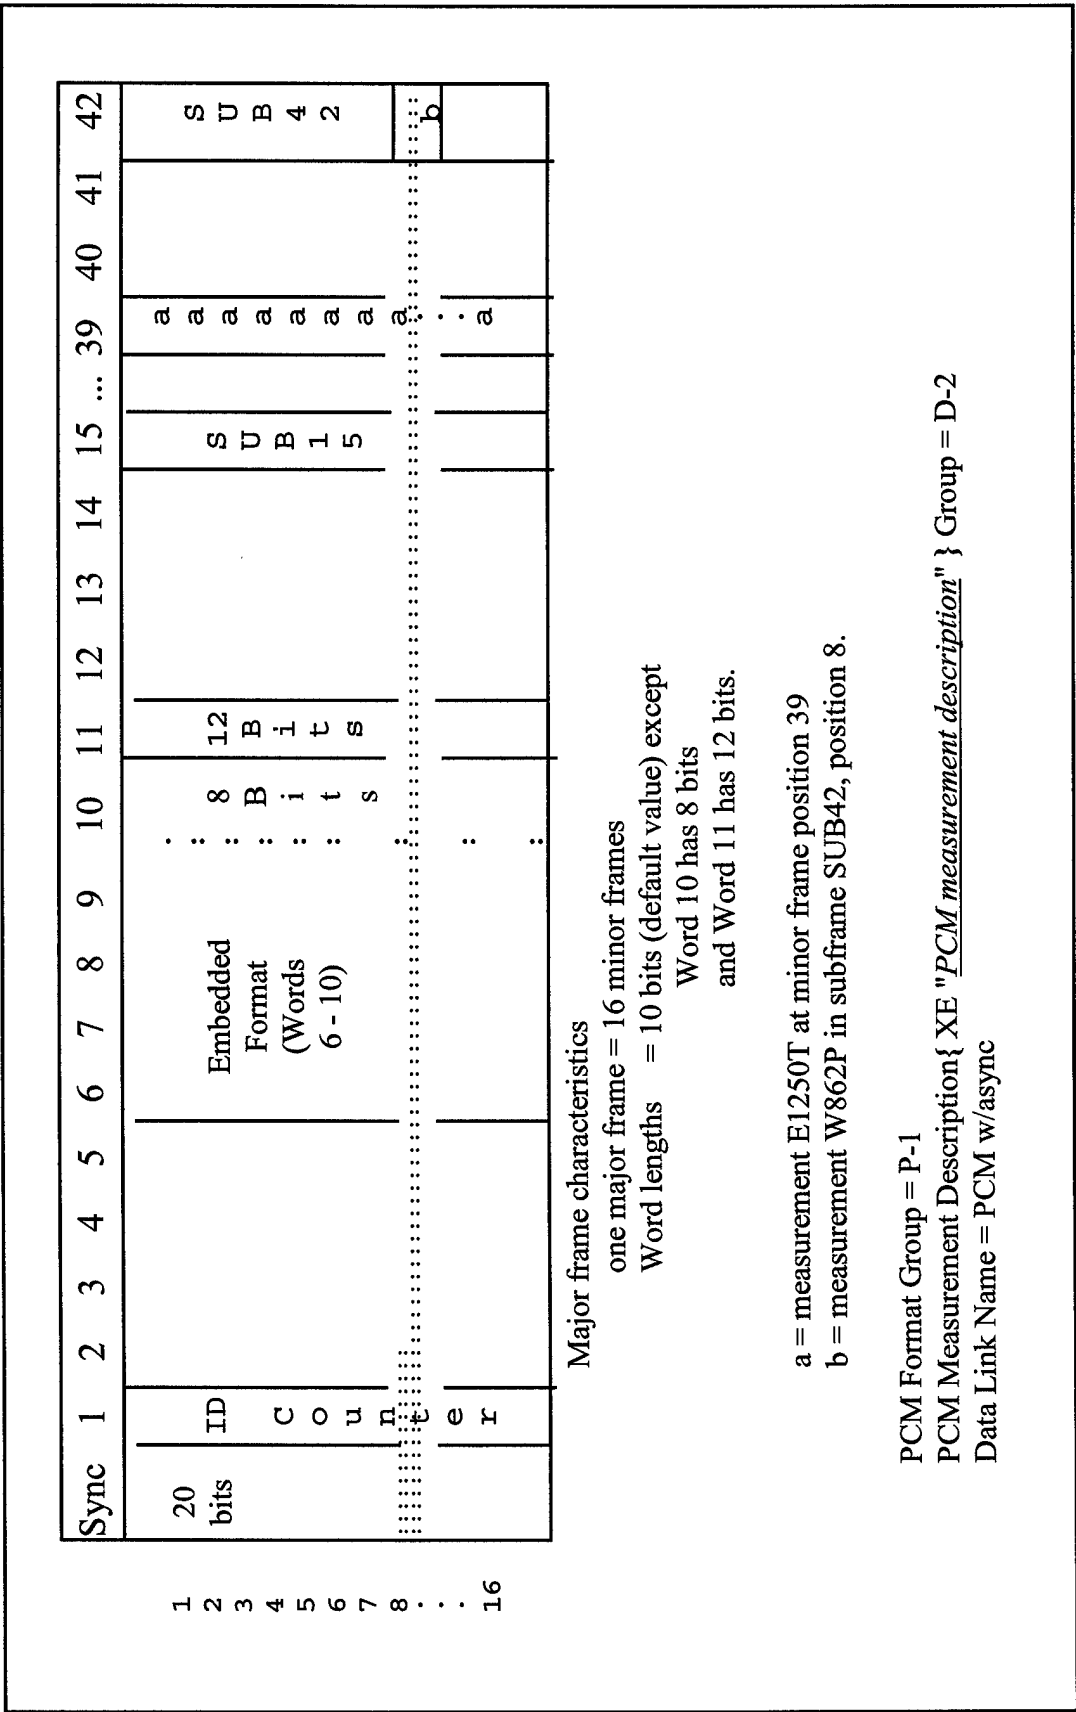 Sync 1 2 3 4 5 6 7 8 9 10 11 12 13 14 15 ... 39 40 41 42
1
2
3
4
5
6
7
8
.
.
.
16
20
bits
ID
C
o
u
n
t
e
r
Embedded
Format
(Words
6 - 10)
8
B
i
t
s
12
B
i
t
s
S
U
B
1
5
a
a
a
a
a
a
a
a
.
.
.
a
S
U
B
4
2
b
Major frame characteristics
one major frame = 16 minor frames
Word lengths = 10 bits (default value) except
Word 10 has 8 bits
and Word 11 has 12 bits.
a = measurement E1250T at minor frame position 39
b = measurement W862P in subframe SUB42, position 8.
PCM Format Group = P-1
PCM Measurement Description{ XE "PCM measurement description" } Group = D-2
Data Link Name = PCM w/async